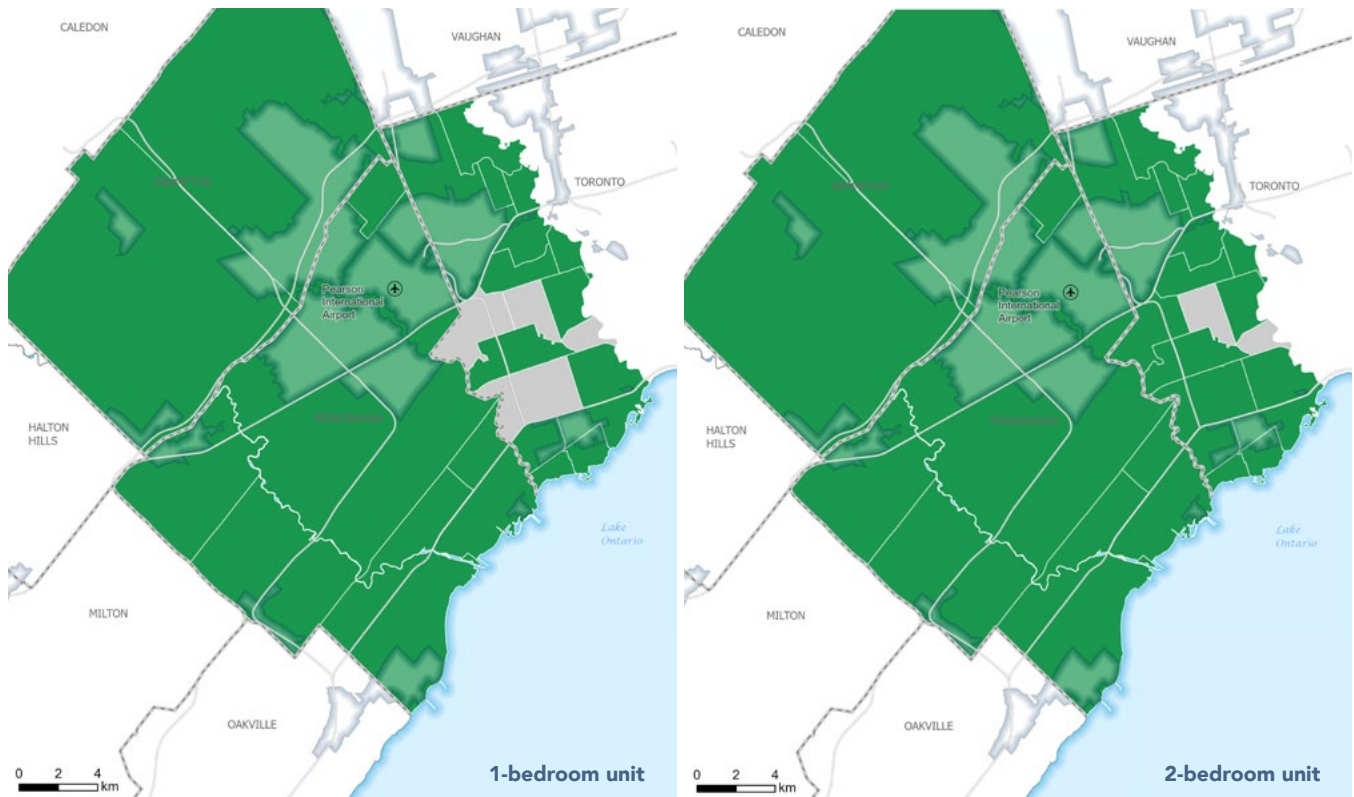 CALEDON
VAUGHAN
TORONTO
Pearson
International
Airport
HALTON
HILLS
Lake
Ontario
MILTON
OAKVILLE
0 2 4
km
1-bedroom unit
CALEDON
VAUGHAN
TORONTO
Pearson
International
Airport
HALTON
HILLS
Lake
Ontario
MILTON
OAKVILLE
0 2 4
km
2-bedroom unit